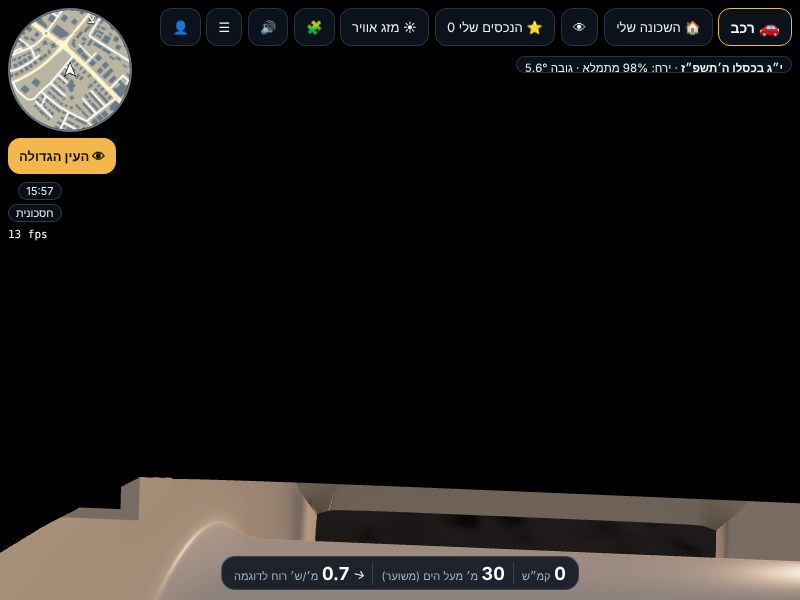 🚗 רכב
🏠 השכונה שלי
👁
⭐ הנכסים שלי 0
☀ מזג אוויר
י״ג בכסלו ה׳תשפ״ז · ירח: 98% מתמלא · גובה 5.6°
👁 העין הגדולה
15:57
חסכונית
13 fps
0 קמ״ש
30 מ׳ מעל הים (משוער)
→ 0.7 מ׳/ש׳ רוח לדוגמה